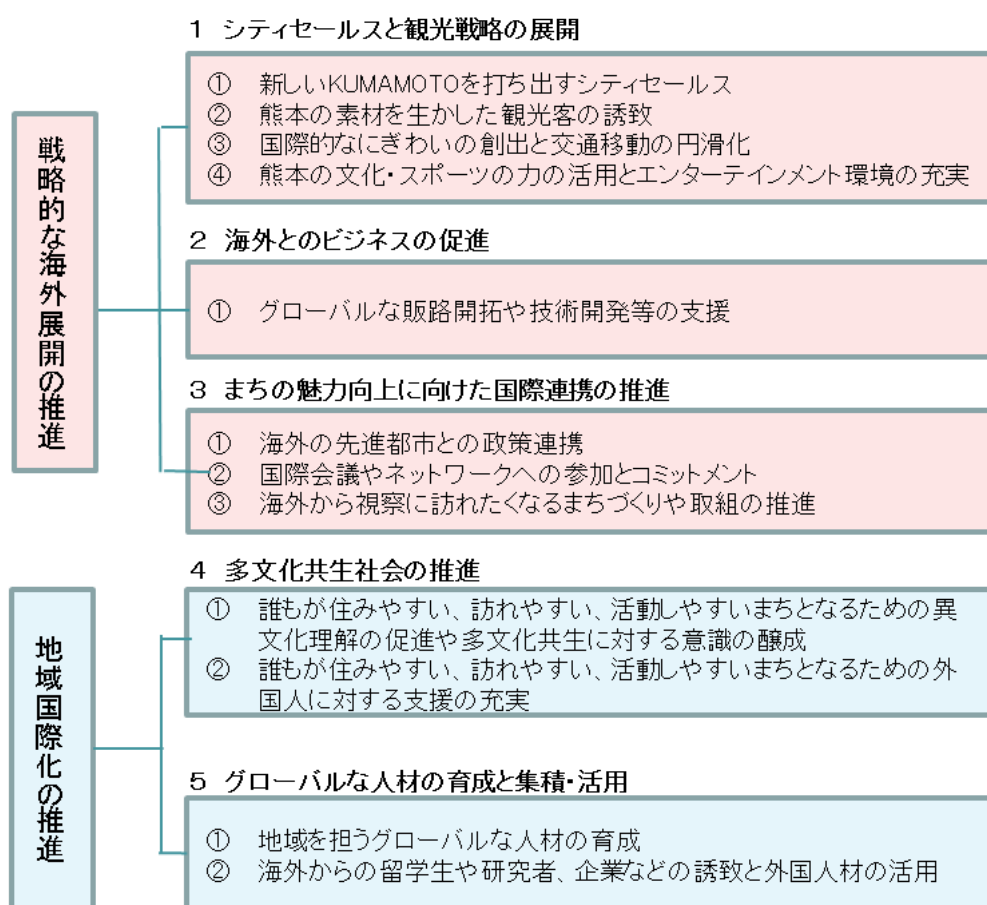 戦略的な海外展開の推進
1 シティセールスと観光戦略の展開
① 新しいKUMAMOTOを打ち出すシティセールス
② 熊本の素材を生かした観光客の誘致
③ 国際的なにぎわいの創出と交通移動の円滑化
④ 熊本の文化・スポーツの力の活用とエンターテインメント環境の充実
2 海外とのビジネスの促進
① グローバルな販路開拓や技術開発等の支援
3 まちの魅力向上に向けた国際連携の推進
① 海外の先進都市との政策連携
② 国際会議やネットワークへの参加とコミットメント
③ 海外から視察に訪れたくなるまちづくりや取組の推進
地域国際化の推進
4 多文化共生社会の推進
① 誰もが住みやすい、訪れやすい、活動しやすいまちとなるための異
文化理解の促進や多文化共生に対する意識の醸成
② 誰もが住みやすい、訪れやすい、活動しやすいまちとなるための外
国人に対する支援の充実
5 グローバルな人材の育成と集積・活用
① 地域を担うグローバルな人材の育成
② 海外からの留学生や研究者、企業などの誘致と外国人材の活用